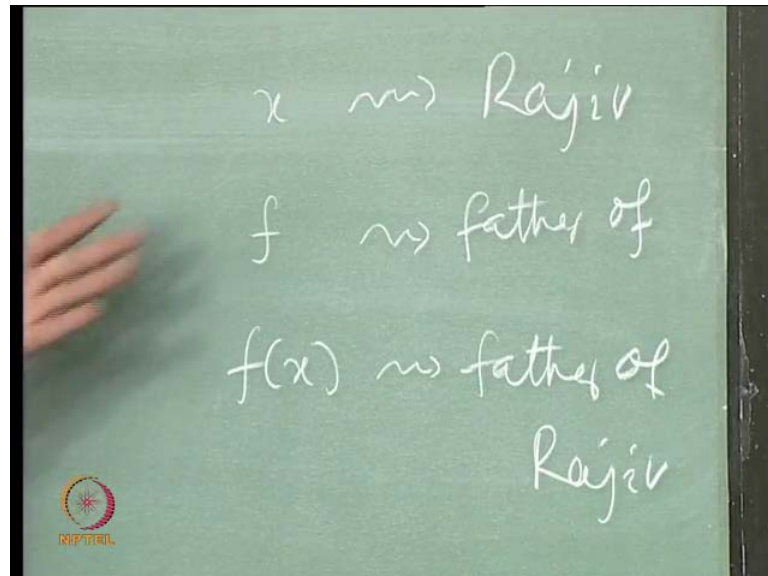 x ⇝ Rajiv
f ⇝ father of
f(x) ⇝ father of
Rajiv
NPTEL